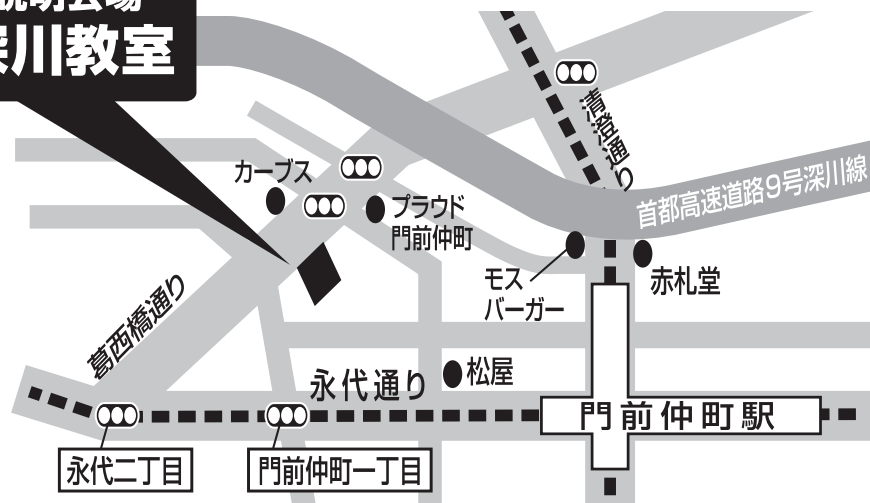 説明会場
深川教室
清澄通り
首都高速道路9号深川線
カーブス
プラウド
門前仲町
モス
バーガー
赤札堂
葛西橋通り
永代通り
松屋
門前仲町駅
永代二丁目
門前仲町一丁目